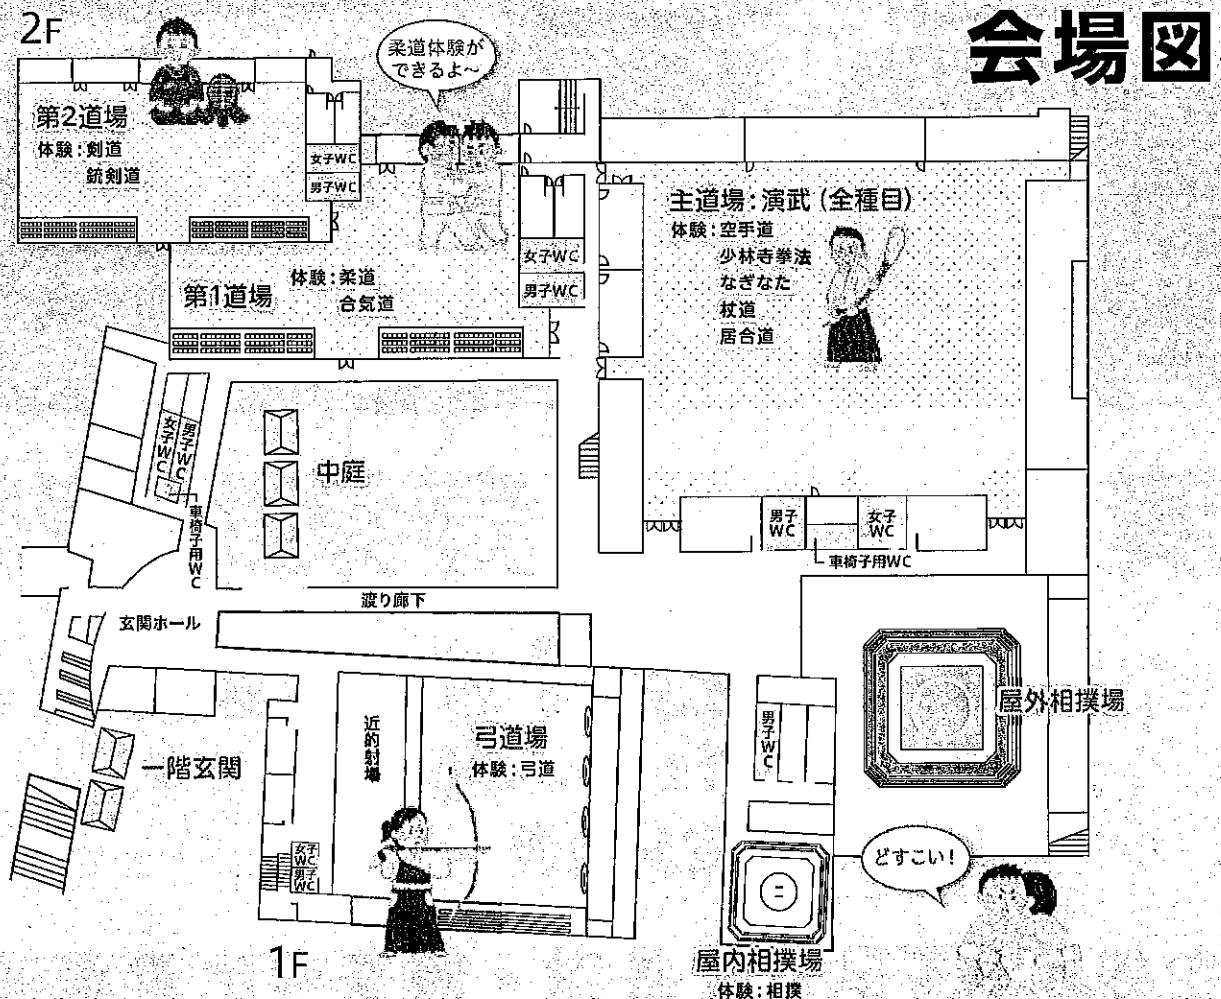 会場図
2F
柔道体験が
できるよ～
第2道場
体験：剣道
銃剣道
女子WC
男子WC
女子WC
男子WC
主道場：演武（全種目）
体験：空手道
少林寺拳法
なぎなた
杖道
居合道
体験：柔道
合気道
第1道場
女子WC
男子WC
車椅子用WC
中庭
男子
WC
女子
WC
車椅子用WC
渡り廊下
玄関ホール
屋外相撲場
男子WC
近的射場
弓道場
体験：弓道
一階玄関
女子
WC
男子
WC
どすこい！
1F
屋内相撲場
体験：相撲